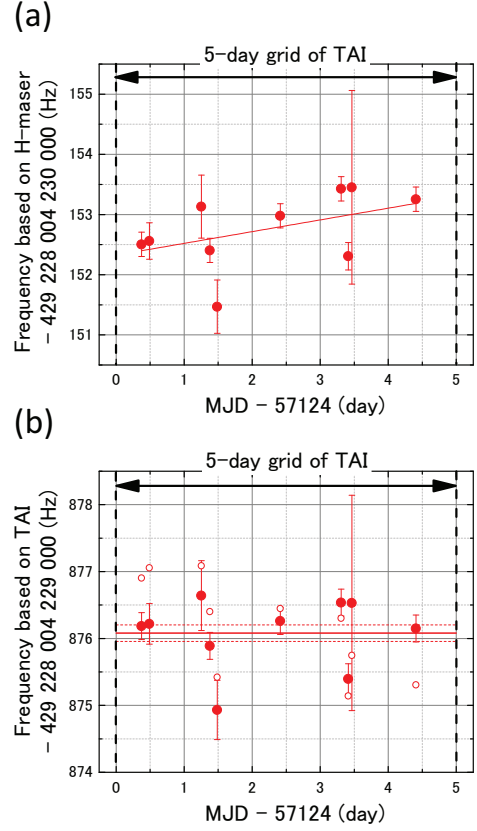 (a)
5-day grid of TAI
Frequency based on H-maser
− 429 228 004 230 000 (Hz)
155
154
153
152
151
0 1 2 3 4 5
MJD − 57124 (day)
(b)
5-day grid of TAI
Frequency based on TAI
− 429 228 004 229 000 (Hz)
878
877
876
875
874
0 1 2 3 4 5
MJD − 57124 (day)